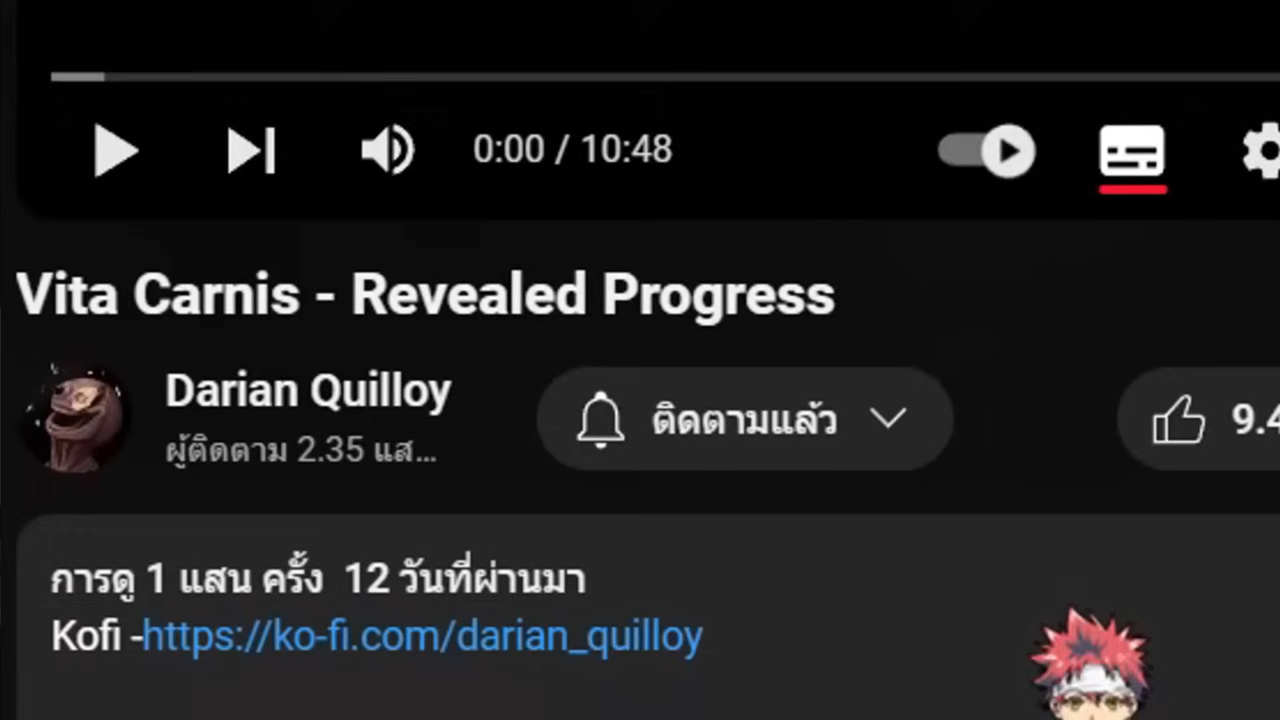 0:00 / 10:48
Vita Carnis - Revealed Progress
Darian Quilloy
ผู้ติดตาม 2.35 แส...
ติดตามแล้ว
9.4
การดู 1 แสน ครั้ง 12 วันที่ผ่านมา
Kofi -https://ko-fi.com/darian_quilloy